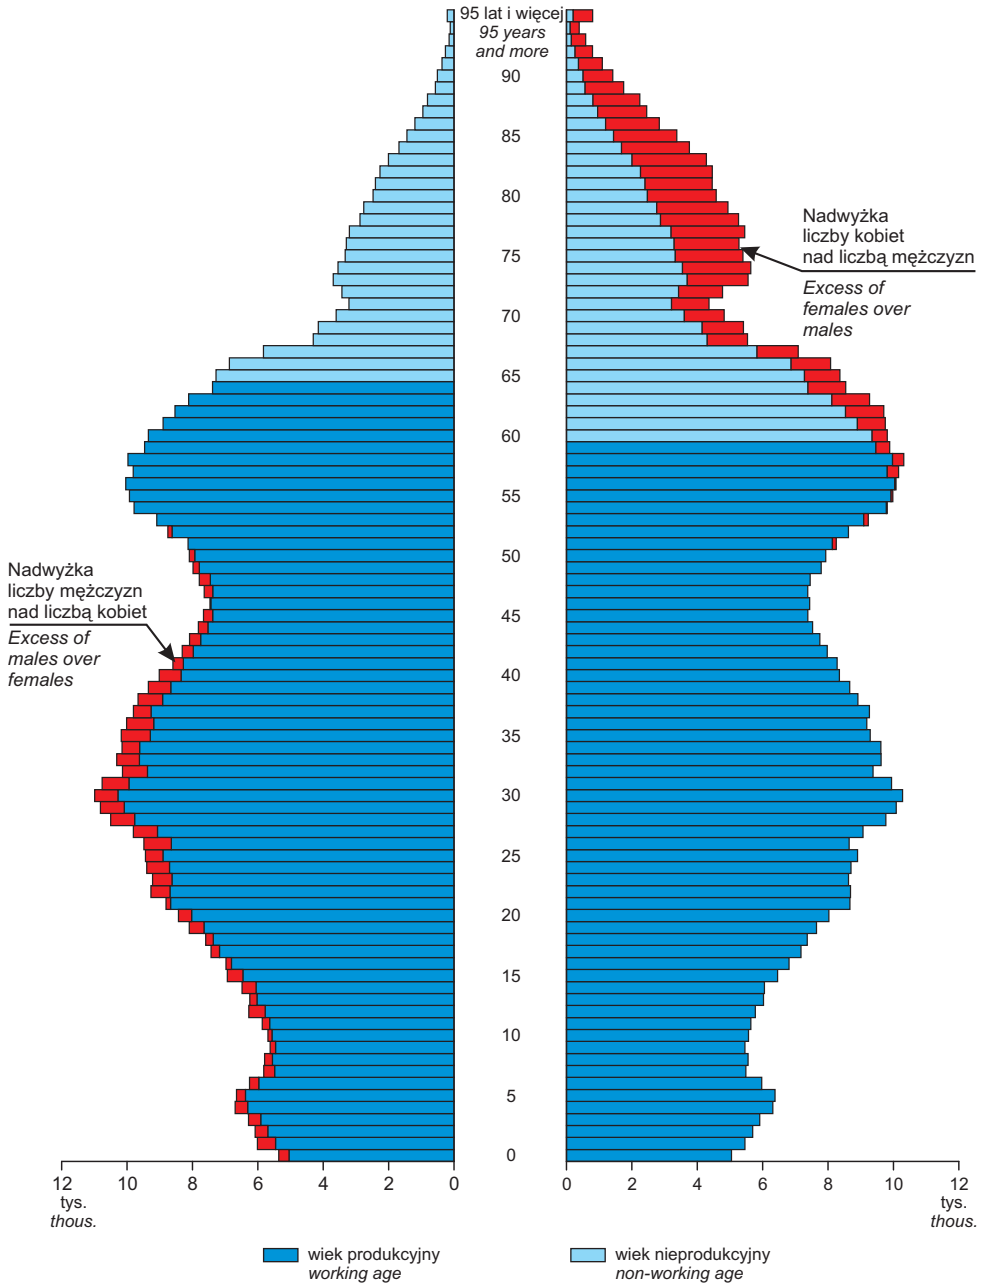 95 lat i więcej
95 years
and more
90
85
80
75
70
65
60
55
50
45
40
35
30
25
20
15
10
5
0
Nadwyżka
liczby kobiet
nad liczbą mężczyzn
Excess of
females over
males
Nadwyżka
liczby mężczyzn
nad liczbą kobiet
Excess of
males over
females
12 10 8 6 4 2 0
tys.
thous.
0 2 4 6 8 10 12
tys.
thous.
wiek produkcyjny
working age
wiek nieprodukcyjny
non-working age